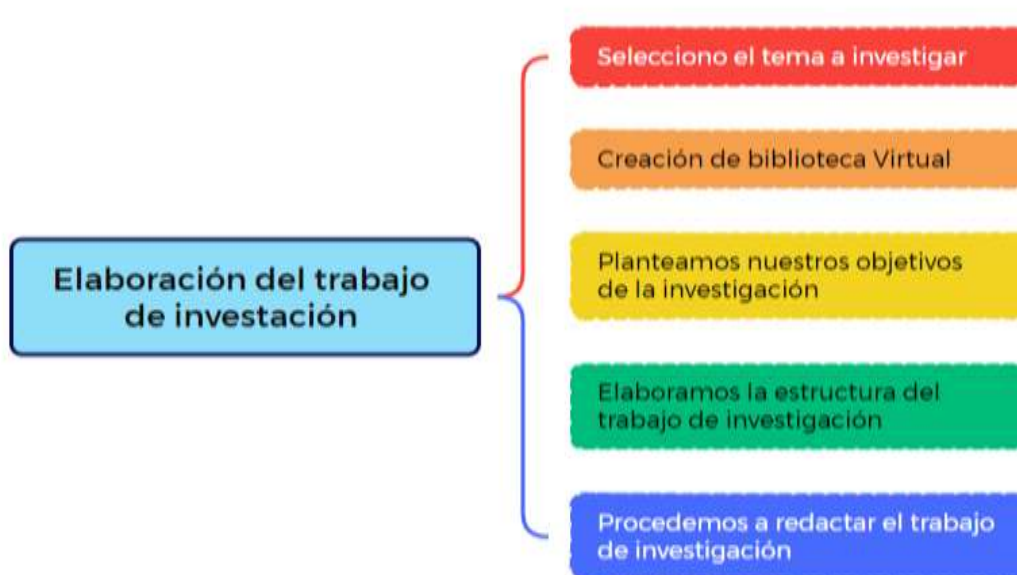 Selecciono el tema a investigar
Creación de biblioteca Virtual
Planteamos nuestros objetivos
de la investigación
Elaboración del trabajo
de investación
Elaboramos la estructura del
trabajo de investigación
Procedemos a redactar el trabajo
de investigación